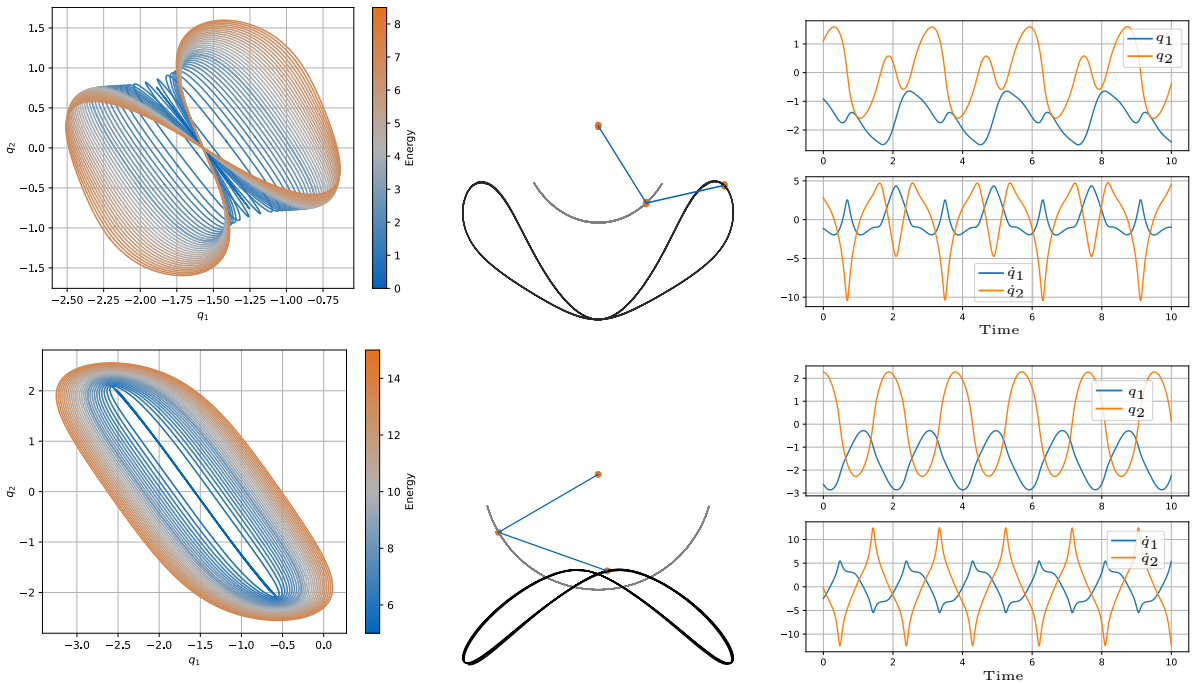 1.5
1.0
0.5
0.0
−0.5
−1.0
−1.5
q2
−2.50 −2.25 −2.00 −1.75 −1.50 −1.25 −1.00 −0.75
q1
8
7
6
5
4
3
2
1
0
Energy
1
0
−1
−2
q1
q2
0 2 4 6 8 10
5
0
−5
−10
q̇1
q̇2
0 2 4 6 8 10
Time
2
1
0
−1
−2
q2
−3.0 −2.5 −2.0 −1.5 −1.0 −0.5 0.0
q1
14
12
10
8
6
Energy
2
1
0
−1
−2
−3
q1
q2
0 2 4 6 8 10
10
5
0
−5
−10
q̇1
q̇2
0 2 4 6 8 10
Time